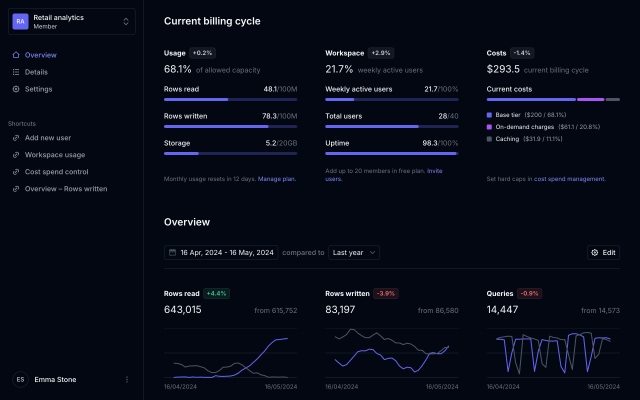 RA
Retail analytics
Member
Overview
Details
Settings
Shortcuts
Add new user
Workspace usage
Cost spend control
Overview – Rows written
ES
Emma Stone
Current billing cycle
Usage +0.2%
68.1% of allowed capacity
Rows read 48.1/100M
Rows written 78.3/100M
Storage 5.2/20GB
Monthly usage resets in 12 days. Manage plan.
Workspace +2.9%
21.7% weekly active users
Weekly active users 21.7/100%
Total users 28/40
Uptime 98.3/100%
Add up to 20 members in free plan. Invite
users.
Costs -1.4%
$293.5 current billing cycle
Current costs
Base tier ($200 / 68.1%)
On-demand charges ($61.1 / 20.8%)
Caching ($31.9 / 11.1%)
Set hard caps in cost spend management.
Overview
16 Apr, 2024 - 16 May, 2024 compared to Last year Edit
Rows read +4.4%
643,015 from 615,752
16/04/2024 16/05/2024
Rows written -3.9%
83,197 from 86,580
16/04/2024 16/05/2024
Queries -0.9%
14,447 from 14,573
16/04/2024 16/05/2024